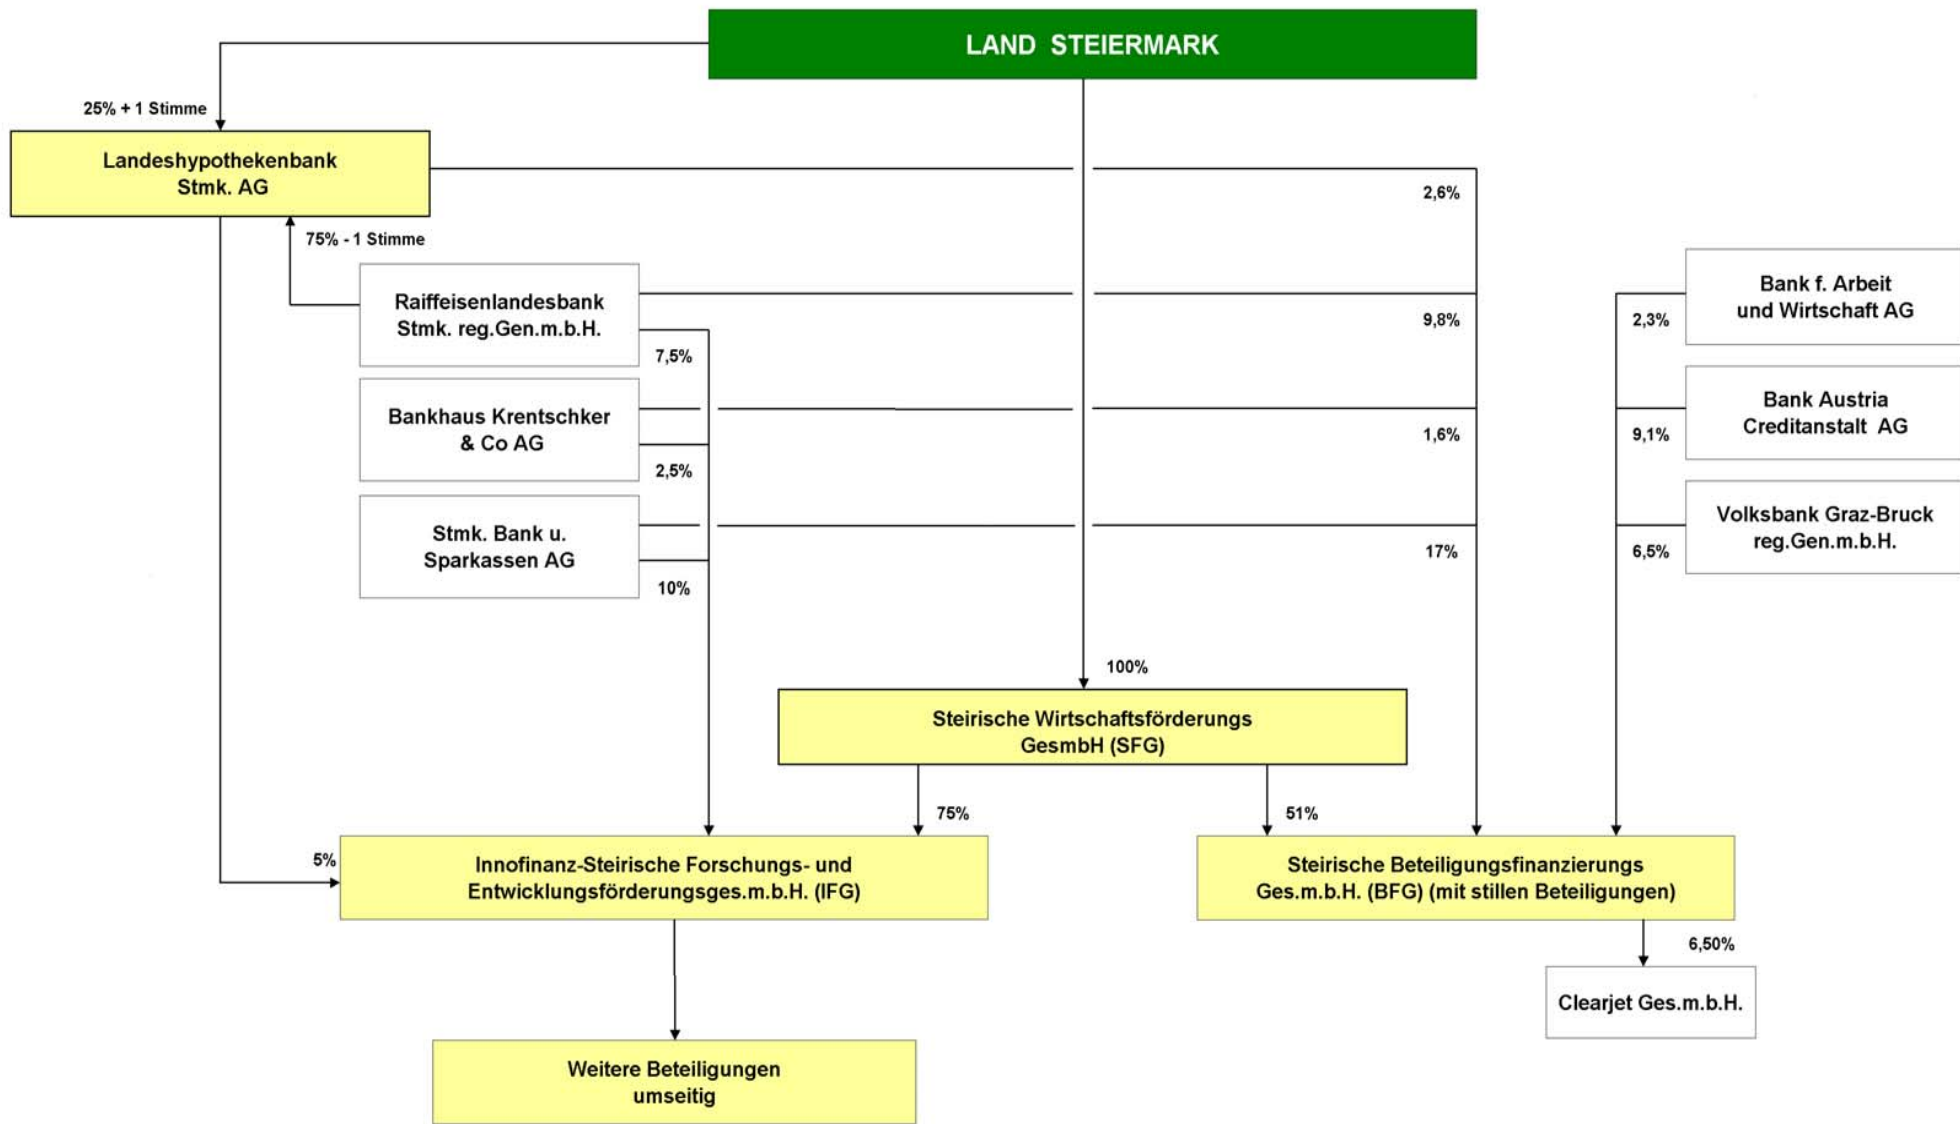 LAND STEIERMARK
25% + 1 Stimme
Landeshypothekenbank
Stmk. AG
2,6%
75% - 1 Stimme
Raiffeisenlandesbank
Stmk. reg.Gen.m.b.H.
7,5%
9,8%
Bank f. Arbeit
und Wirtschaft AG
2,3%
Bankhaus Krentschker
& Co AG
2,5%
1,6%
Bank Austria
Creditanstalt AG
9,1%
Stmk. Bank u.
Sparkassen AG
10%
17%
Volksbank Graz-Bruck
reg.Gen.m.b.H.
6,5%
100%
Steirische Wirtschaftsförderungs
GesmbH (SFG)
75%
51%
5%
Innofinanz-Steirische Forschungs- und
Entwicklungsförderungsges.m.b.H. (IFG)
Steirische Beteiligungsfinanzierungs
Ges.m.b.H. (BFG) (mit stillen Beteiligungen)
6,50%
Clearjet Ges.m.b.H.
Weitere Beteiligungen
umseitig